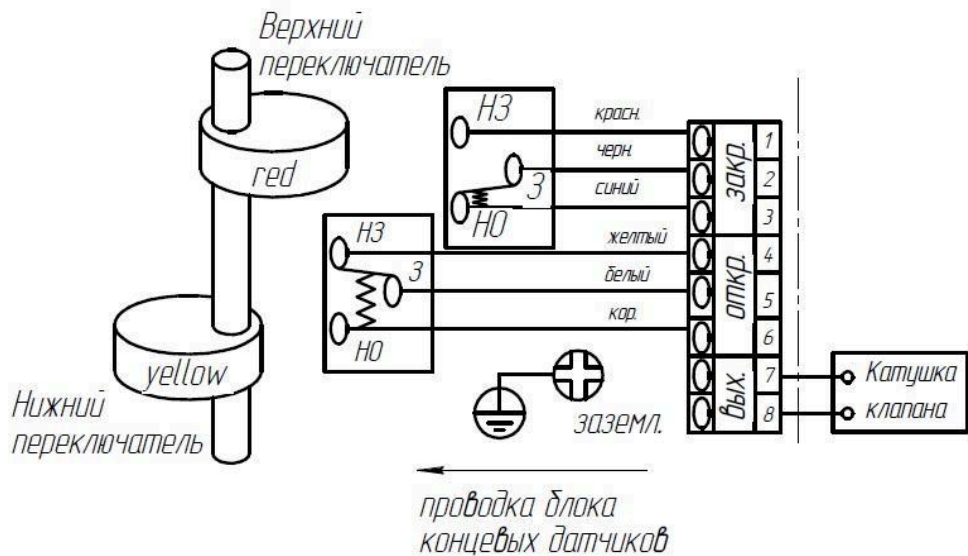 Верхний
переключатель
red
yellow
Нижний
переключатель
НЗ
З
НО
НЗ
З
НО
красн.
черн.
синий
желтый
белый
кор.
закр.
откр.
вых.
1
2
3
4
5
6
7
8
Катушка
клапана
заземл.
проводка блока
концевых датчиков